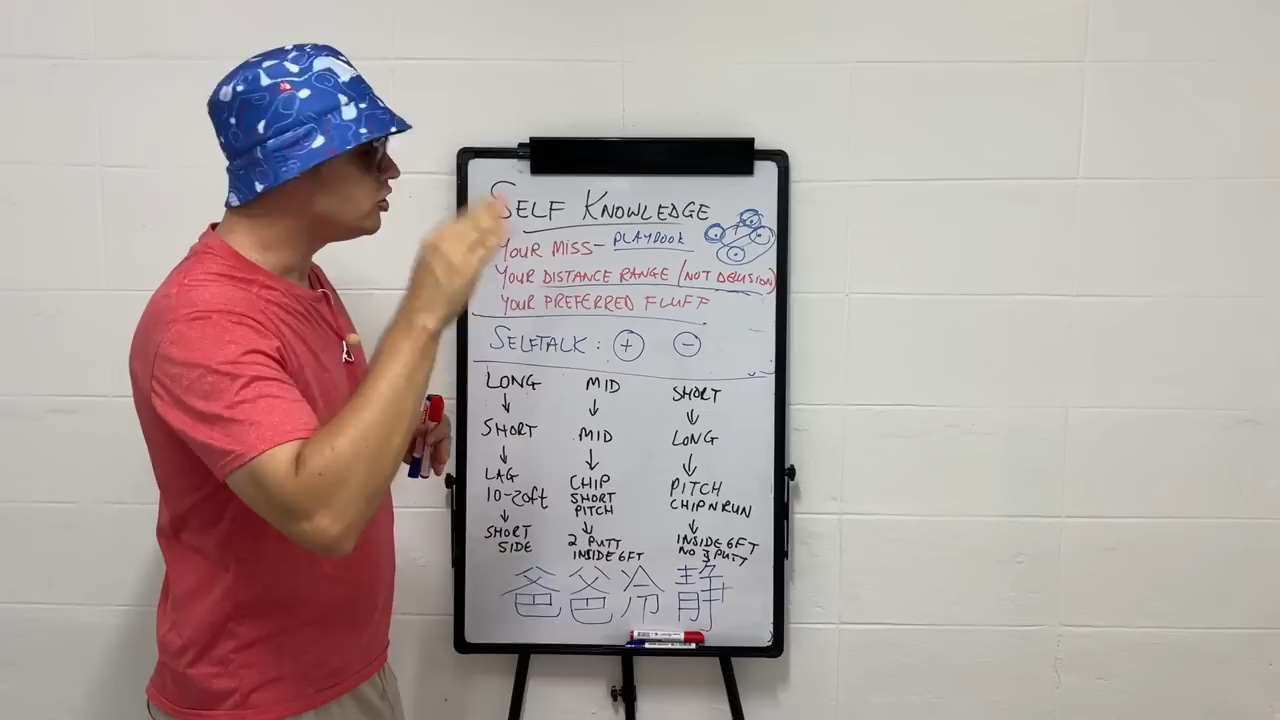 SELF KNOWLEDGE
YOUR MISS - PLAYBOOK
YOUR DISTANCE RANGE (NOT DELUSION)
YOUR PREFERRED FLUFF
SELFTALK: + -
LONG MID SHORT
SHORT MID LONG
LAG
10-20ft
CHIP
SHORT
PITCH
PITCH
CHIP N RUN
SHORT
SIDE
2 PUTT
INSIDE 6FT
INSIDE 6FT
NO 3 PUTT
爸爸冷静